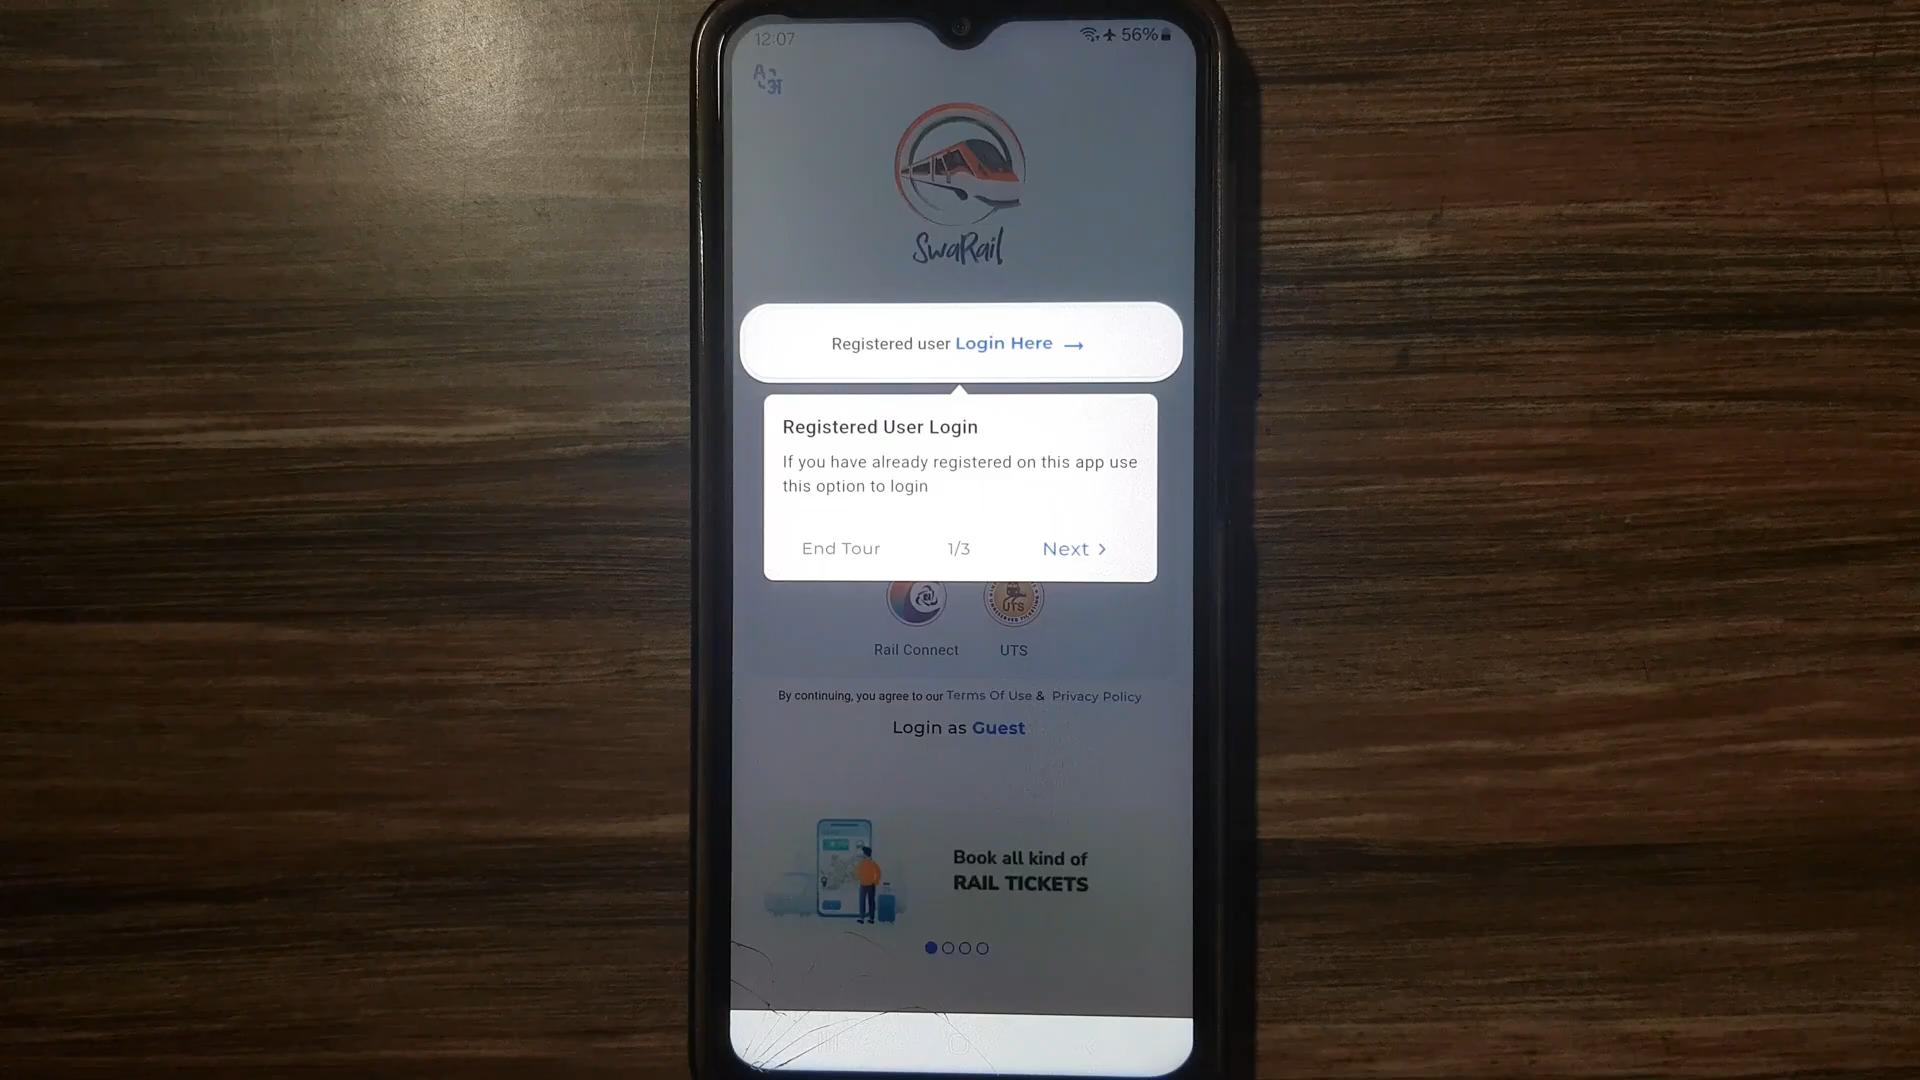 12:07
56%
A अ
SwaRail
Registered user Login Here →
Registered User Login
If you have already registered on this app use
this option to login
End Tour 1/3 Next >
UTS
Rail Connect UTS
By continuing, you agree to our Terms Of Use & Privacy Policy
Login as Guest
Book all kind of
RAIL TICKETS